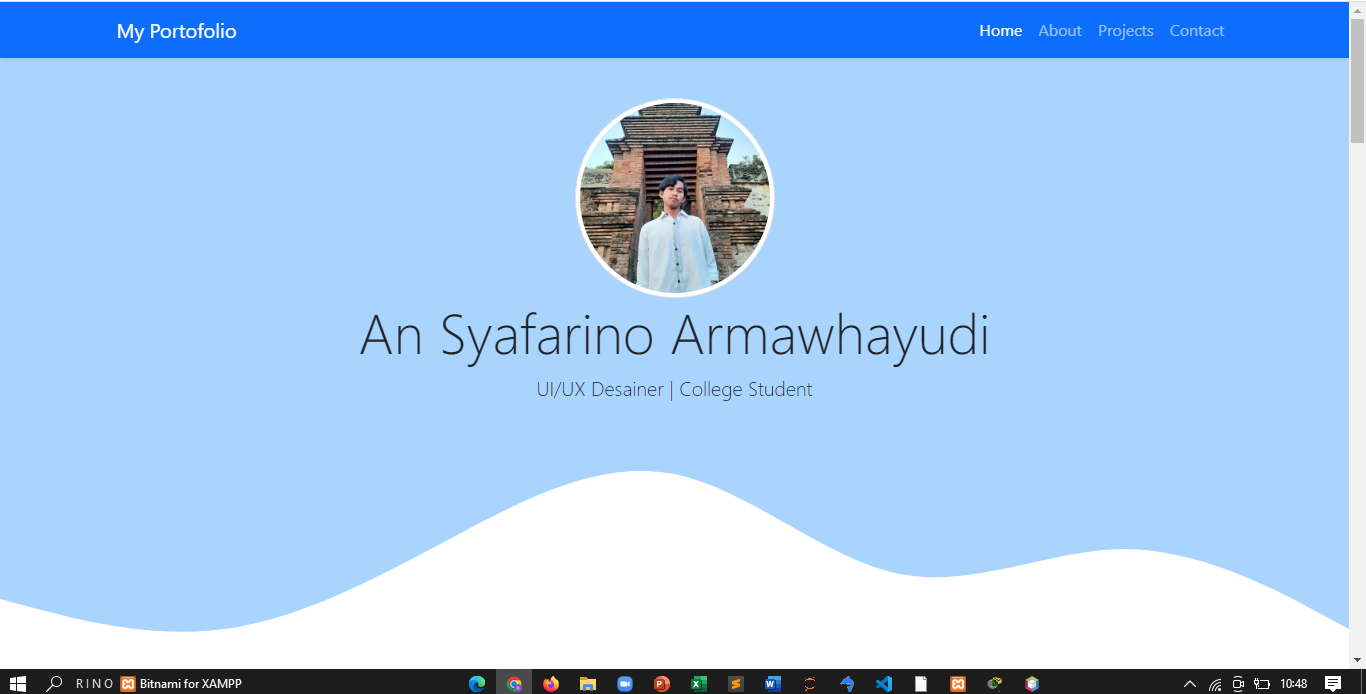 My Portofolio
Home About Projects Contact
An Syafarino Armawhayudi
UI/UX Desainer | College Student
R I N O Bitnami for XAMPP
10:48